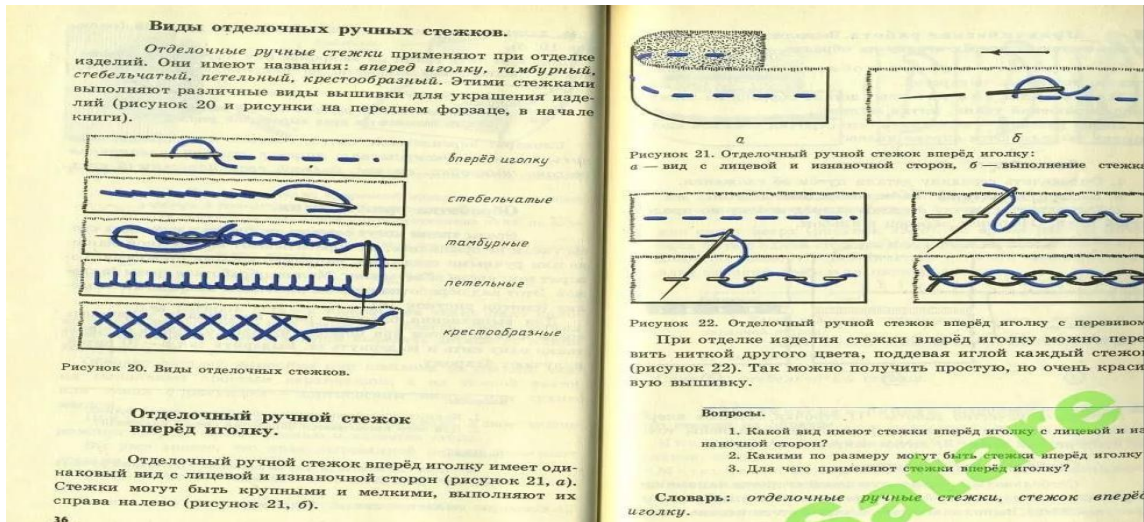 Виды отделочных ручных стежков.
Отделочные ручные стежки применяют при отделке
изделий. Они имеют названия: вперед иголку, тамбурный,
стебельчатый, петельный, крестообразный. Этими стежками
выполняют различные виды вышивки для украшения изде-
лий (рисунок 20 и рисунки на переднем форзаце, в начале
книги).
вперёд иголку
стебельчатые
тамбурные
петельные
крестообразные
Рисунок 20. Виды отделочных стежков.
Отделочный ручной стежок
вперёд иголку.
Отделочный ручной стежок вперёд иголку имеет оди-
наковый вид с лицевой и изнаночной сторон (рисунок 21, а).
Стежки могут быть крупными и мелкими, выполняют их
справа налево (рисунок 21, б).
36
а
б
Рисунок 21. Отделочный ручной стежок вперёд иголку:
а — вид с лицевой и изнаночной сторон, б — выполнение стежк
Рисунок 22. Отделочный ручной стежок вперёд иголку с перевивко
При отделке изделия стежки вперёд иголку можно пере
вить ниткой другого цвета, поддевая иглой каждый стежо
(рисунок 22). Так можно получить простую, но очень краси
вую вышивку.
Вопросы.
1. Какой вид имеют стежки вперёд иголку с лицевой и из
наночной сторон?
2. Какими по размеру могут быть стежки вперёд иголку
3. Для чего применяют стежки вперёд иголку?
Словарь: отделочные ручные стежки, стежок вперёд
иголку.